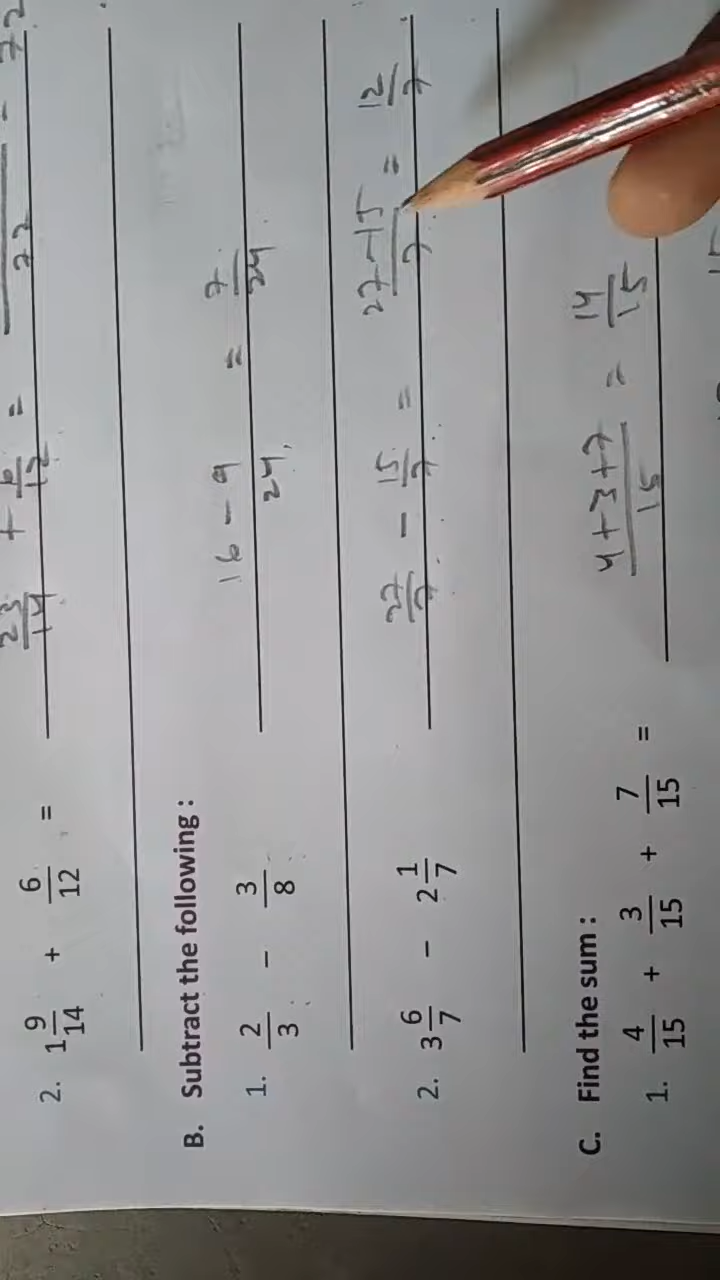 23/14 + 6/12 =
2. 1 9/14 + 6/12 =
B. Subtract the following :
1. 2/3 - 3/8 16 - 9/24 = 7/24
2. 3 6/7 - 2 1/7 27/7 - 15/7 = 27-15/7 = 12/7
C. Find the sum :
1. 4/15 + 3/15 + 7/15 = 4+3+7/15 = 14/15